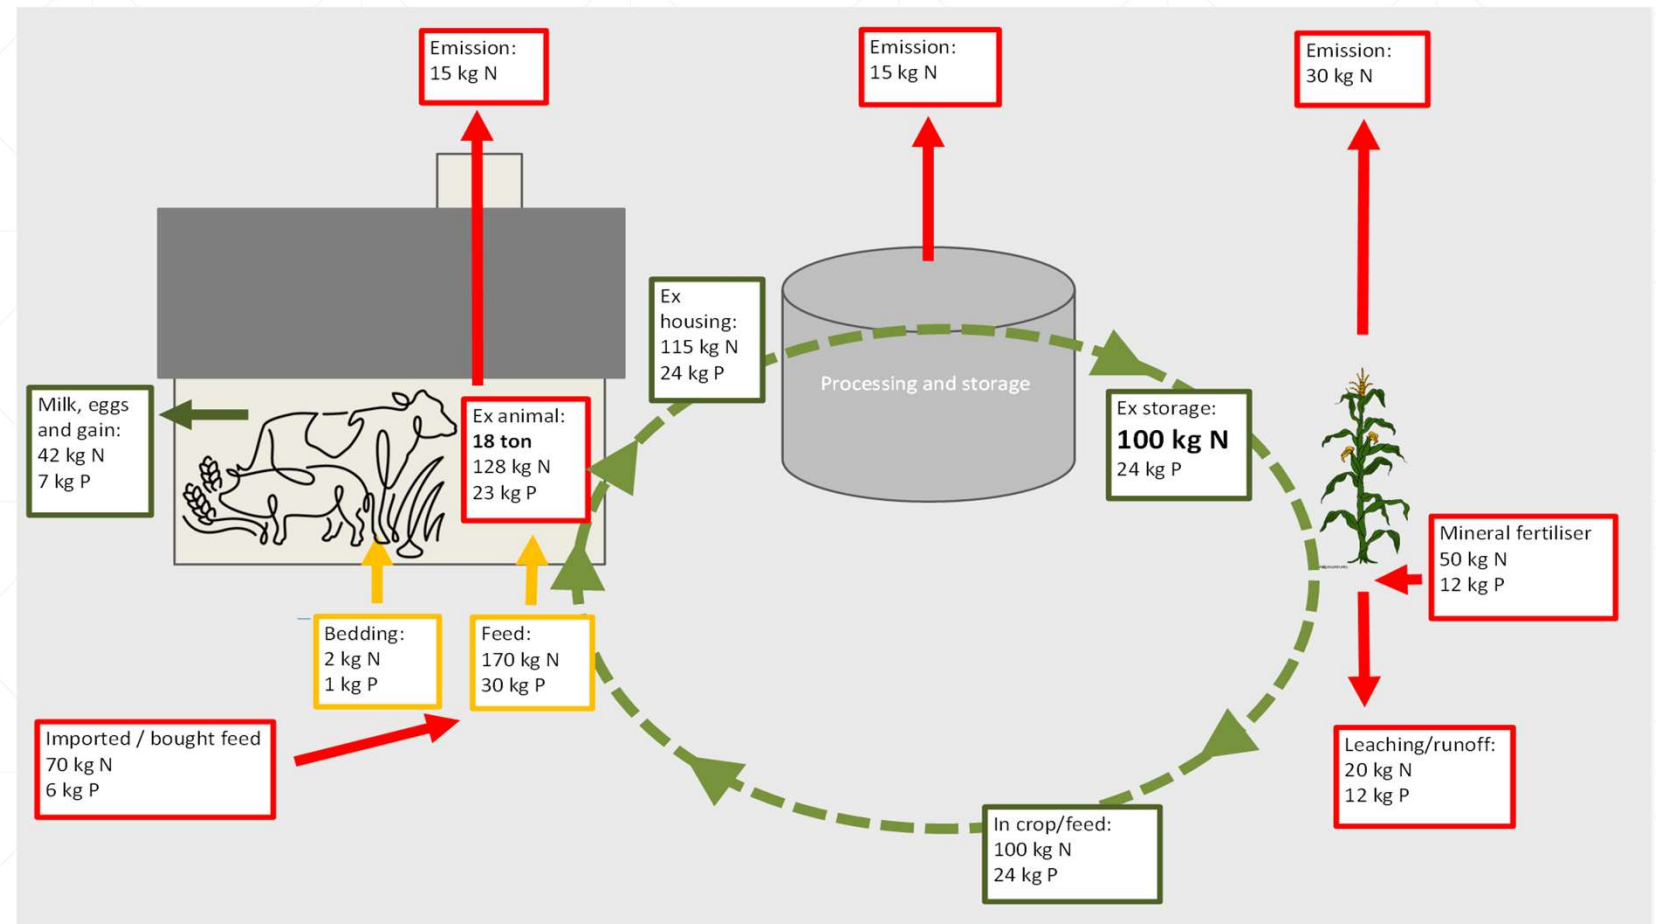 Emission:
15 kg N
Emission:
15 kg N
Emission:
30 kg N
Ex
housing:
115 kg N
24 kg P
Processing and storage
Milk, eggs
and gain:
42 kg N
7 kg P
Ex animal:
18 ton
128 kg N
23 kg P
Ex storage:
100 kg N
24 kg P
Mineral fertiliser
50 kg N
12 kg P
Bedding:
2 kg N
1 kg P
Feed:
170 kg N
30 kg P
Imported / bought feed
70 kg N
6 kg P
Leaching/runoff:
20 kg N
12 kg P
In crop/feed:
100 kg N
24 kg P